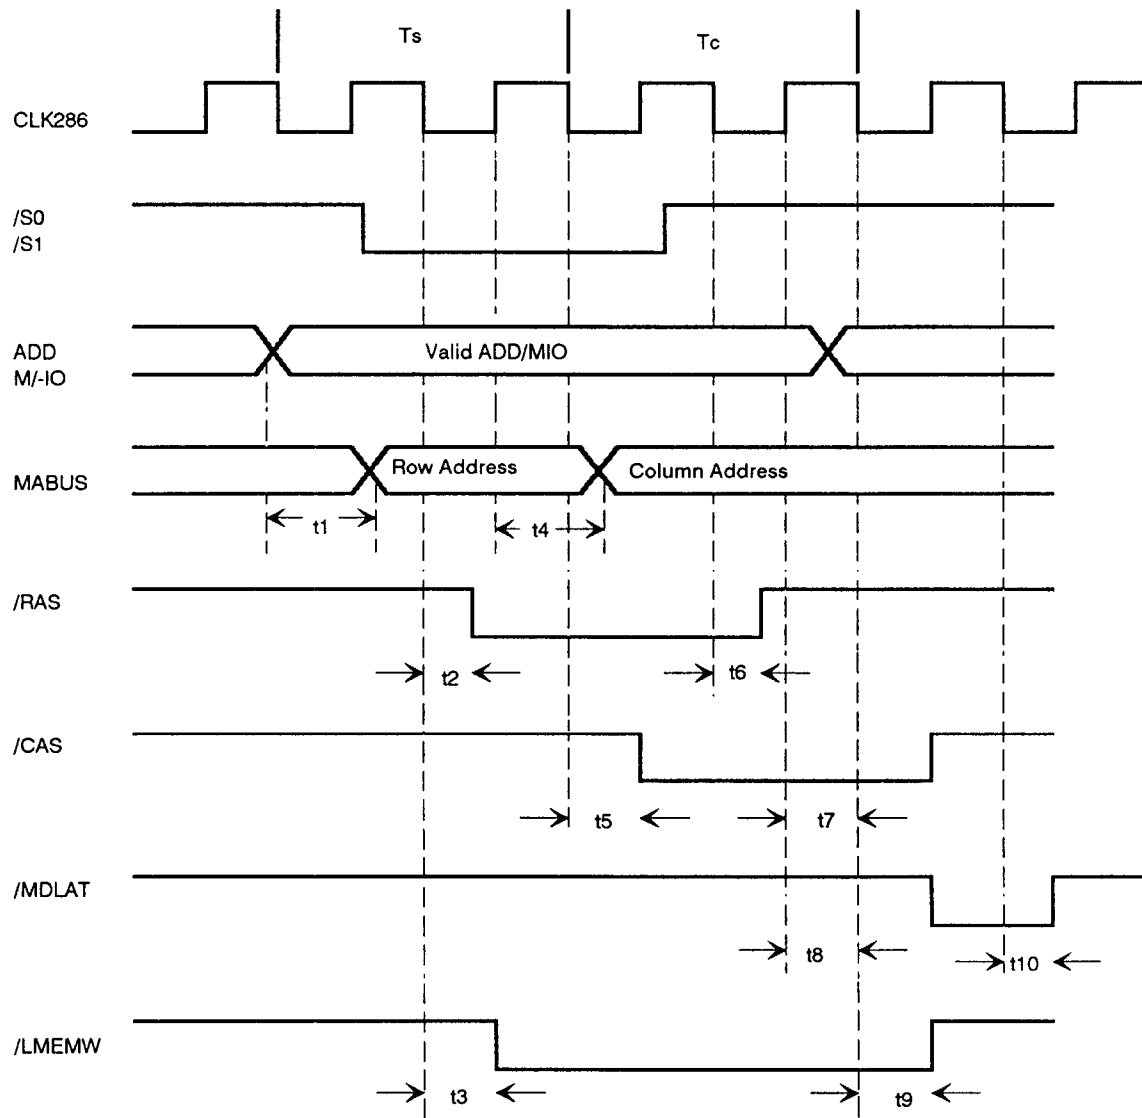 Ts
Tc
CLK286
/S0
/S1
ADD
M/-IO
Valid ADD/MIO
MABUS
Row Address
Column Address
t1
t4
/RAS
t2
t6
/CAS
t5
t7
/MDLAT
t8
t10
/LMEMW
t3
t9